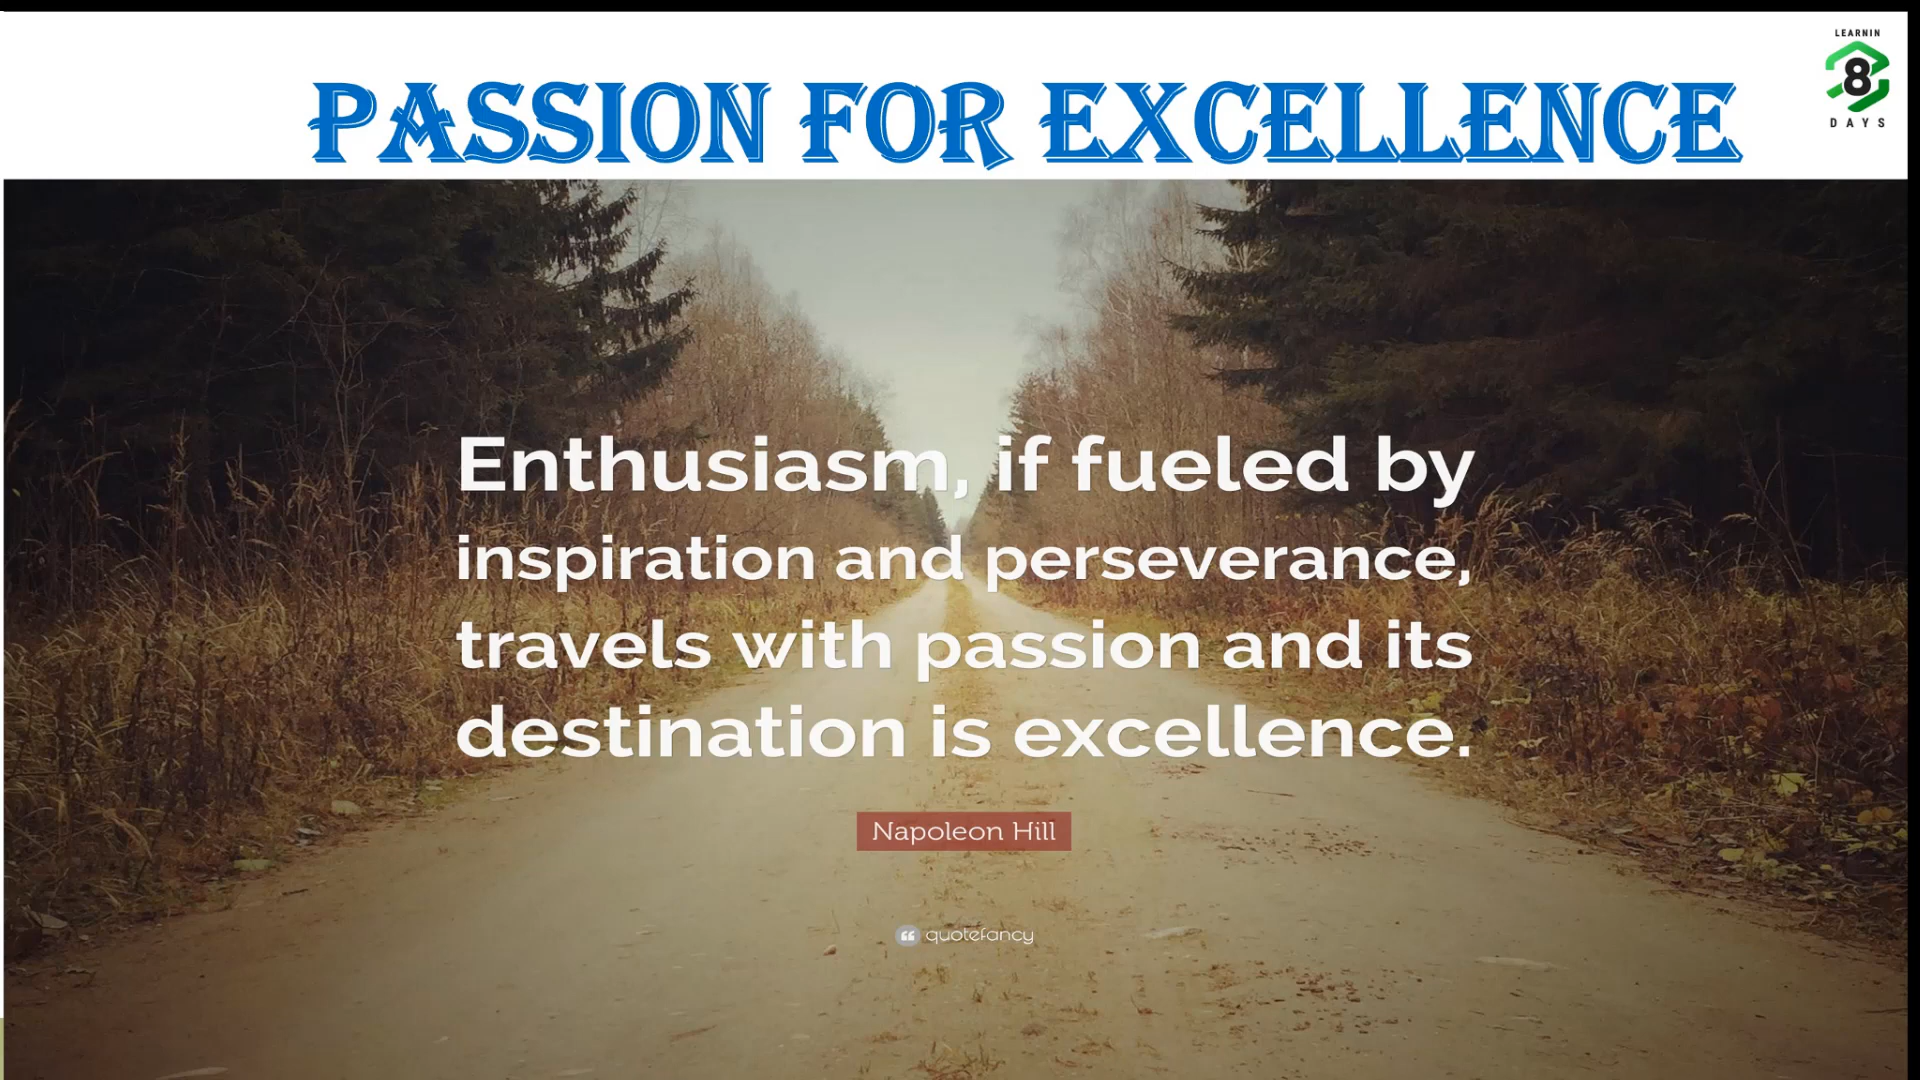 LEARNIN
8
DAYS
PASSION FOR EXCELLENCE
Enthusiasm, if fueled by
inspiration and perseverance,
travels with passion and its
destination is excellence.
Napoleon Hill
quotefancy